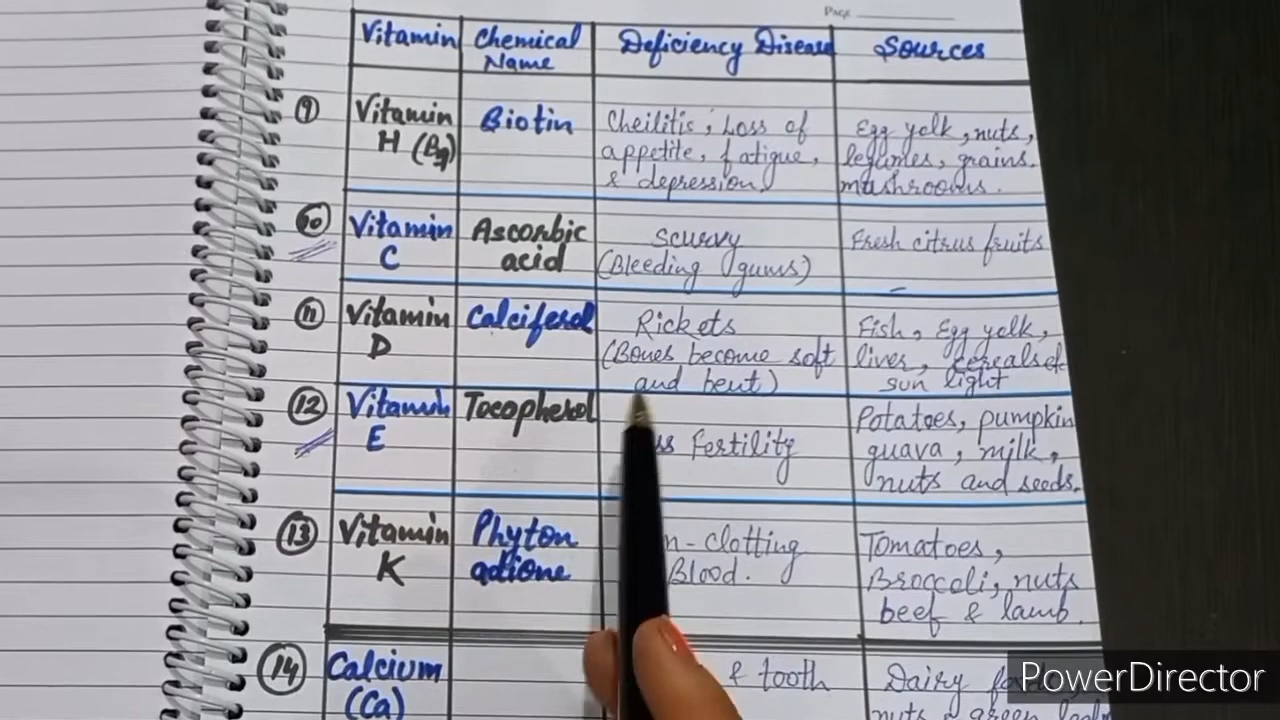 PAGE
Vitamin Chemical Name Deficiency Disease Sources
9 Vitamin Biotin Cheilitis, Loss of Egg yolk, nuts,
H appetite, fatigue, legumes, grains.
& depression. mushrooms.
10 Vitamin Ascorbic Scurvy Fresh citrus fruits
C acid (Bleeding gums)
11 Vitamin Calciferol Rickets Fish, Egg yolk,
D (Bones become soft liver, cereals
and bent) sun light
12 Vitamin Tocopherol Potatoes, pumpkin
E Fertility guava, milk,
nuts and seeds.
13 Vitamin Phyton -clotting Tomatoes,
K adione Blood. Broccoli, nuts
beef & lamb.
14 Calcium & tooth Dairy
(Ca) nuts, green
PowerDirector